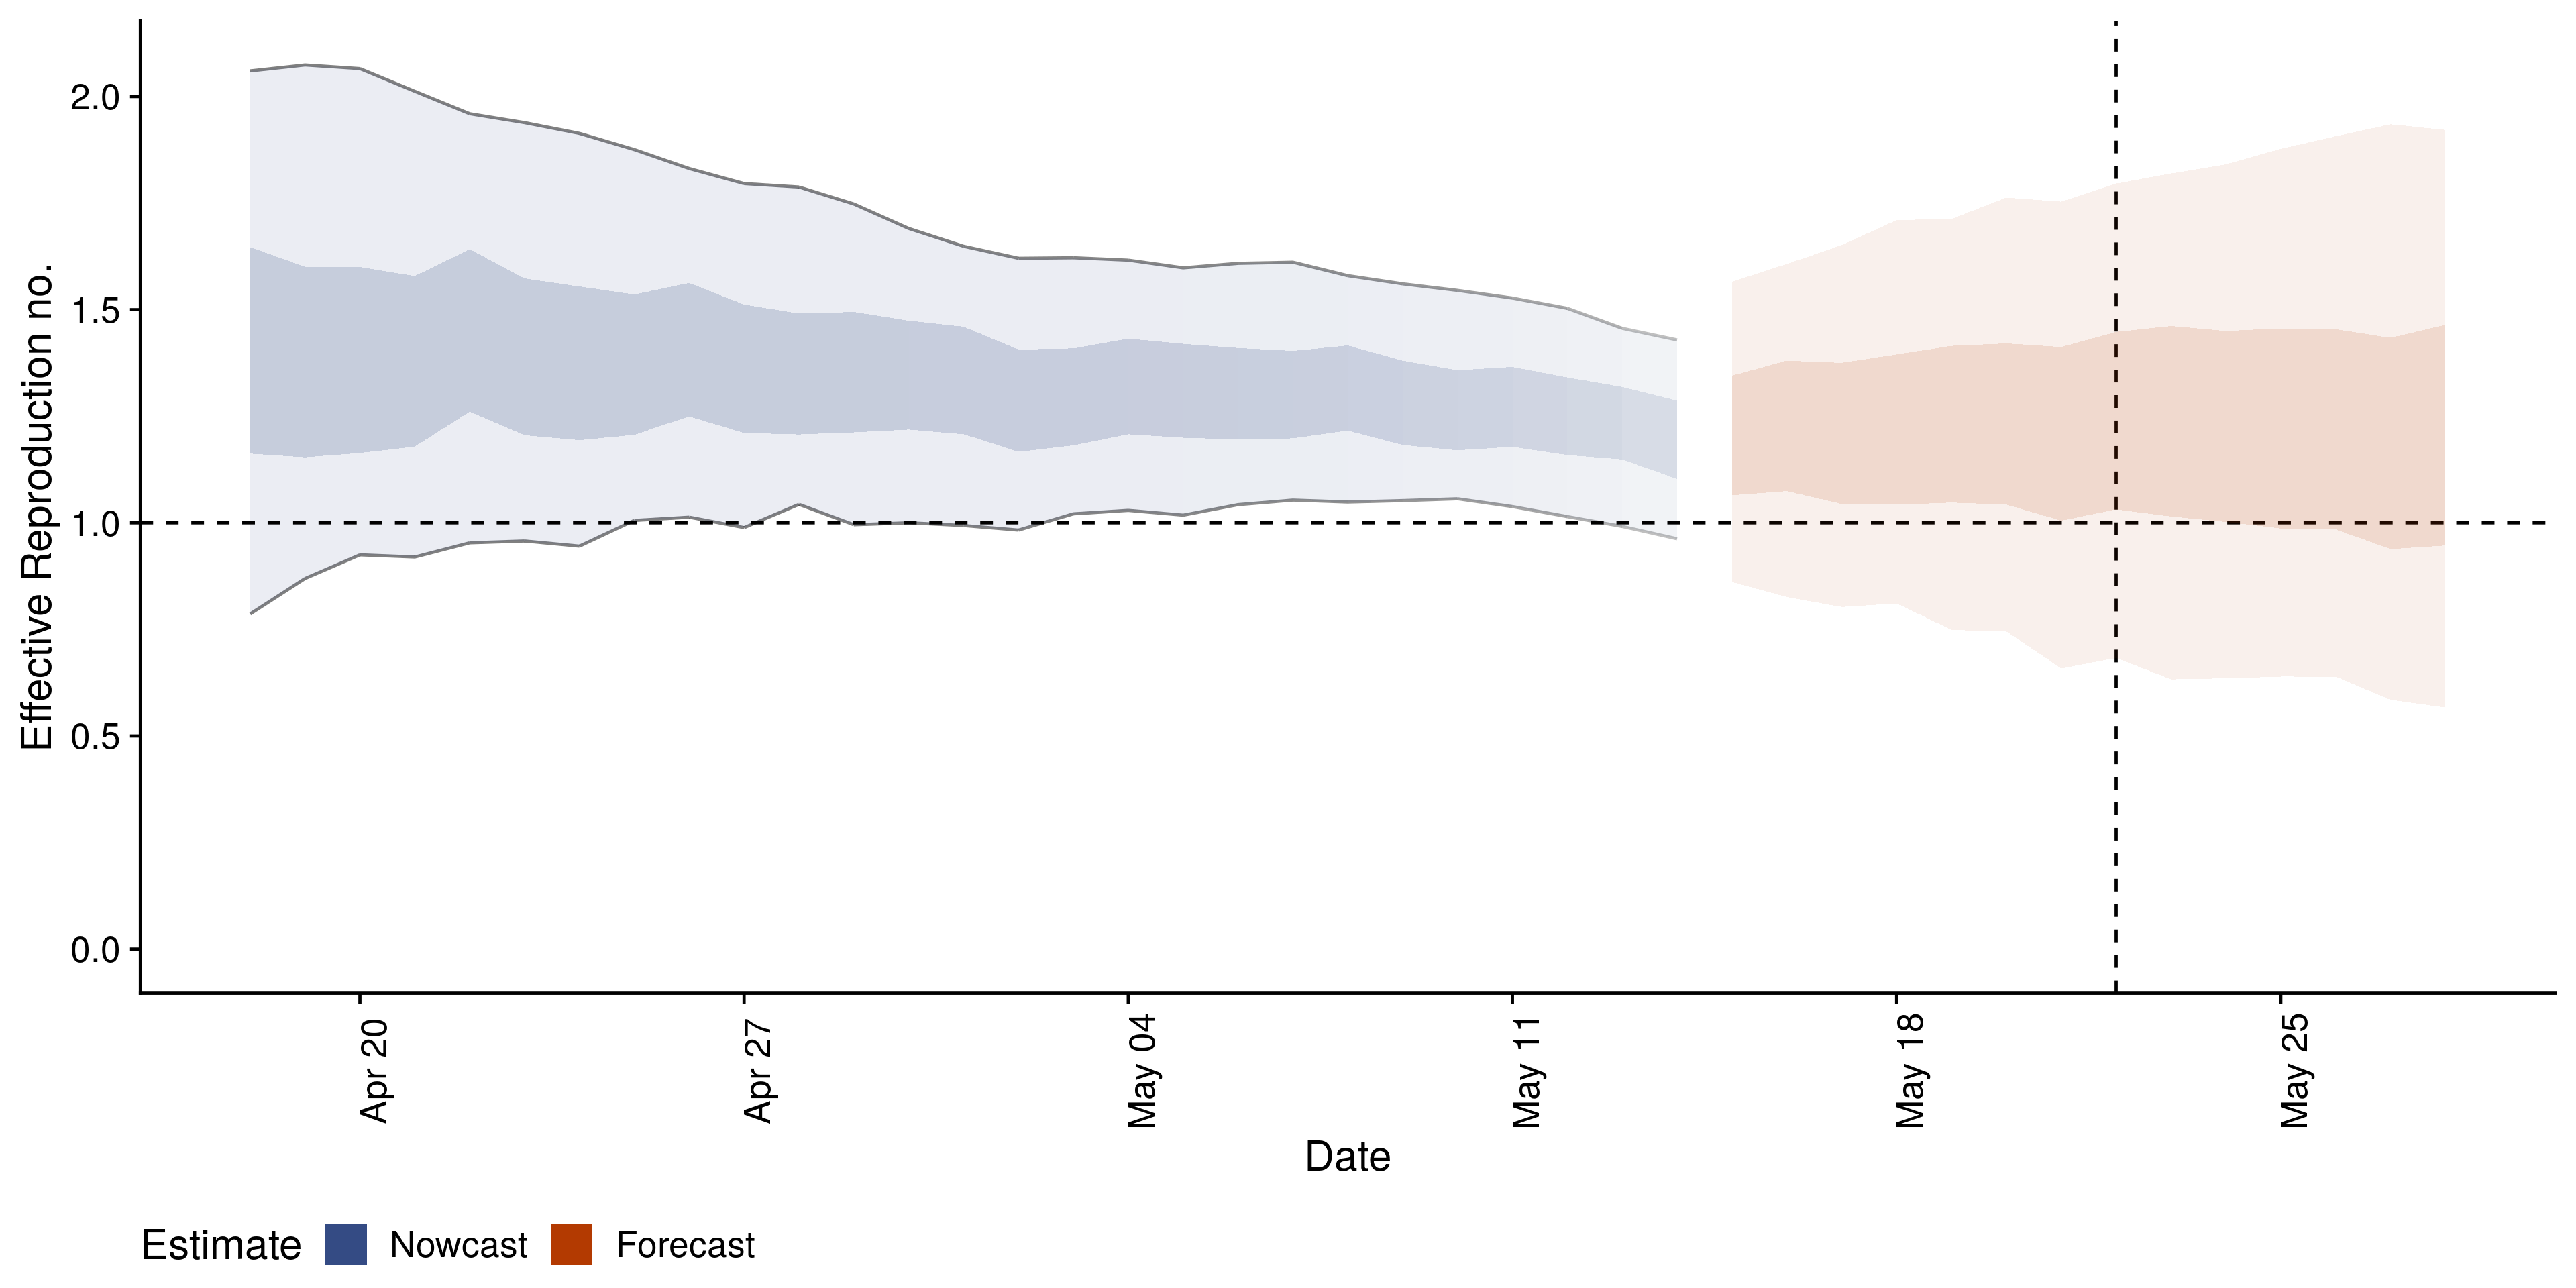 Effective Reproduction no.
2.0
1.5
1.0
0.5
0.0
Apr 20
Apr 27
May 04
May 11
May 18
May 25
Date
Estimate Nowcast Forecast